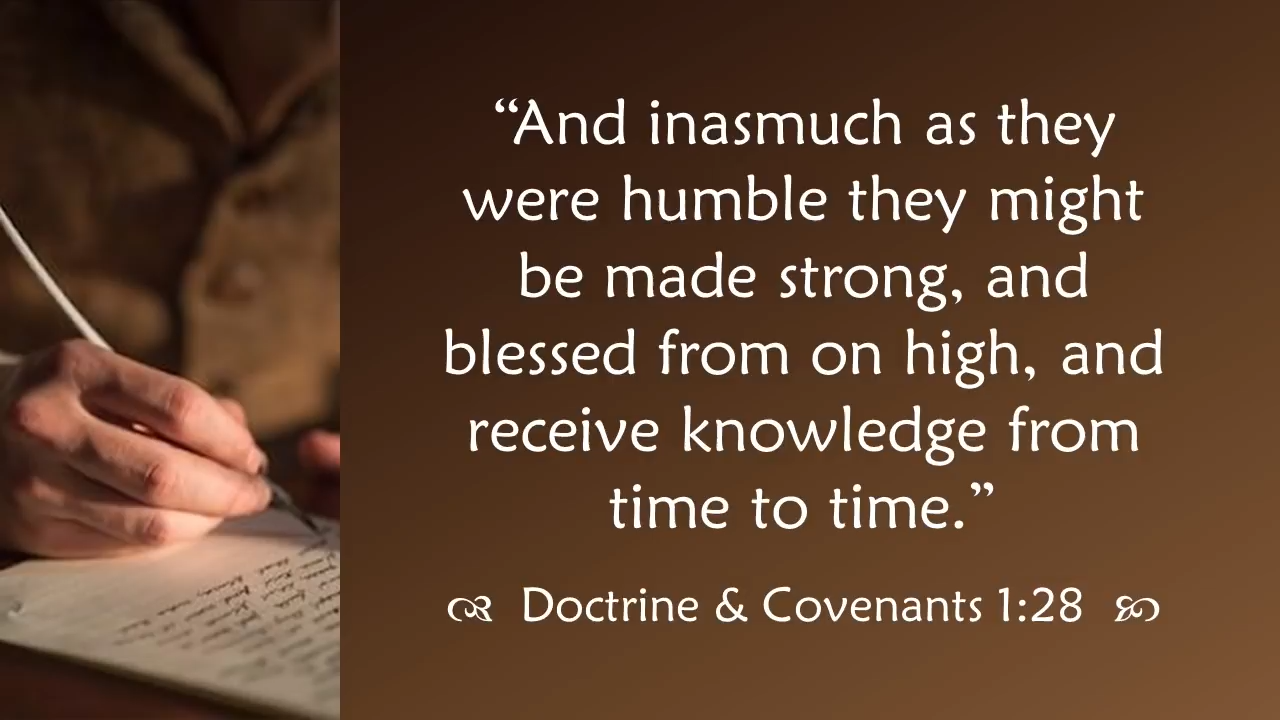 “And inasmuch as they
were humble they might
be made strong, and
blessed from on high, and
receive knowledge from
time to time.”
Doctrine & Covenants 1:28